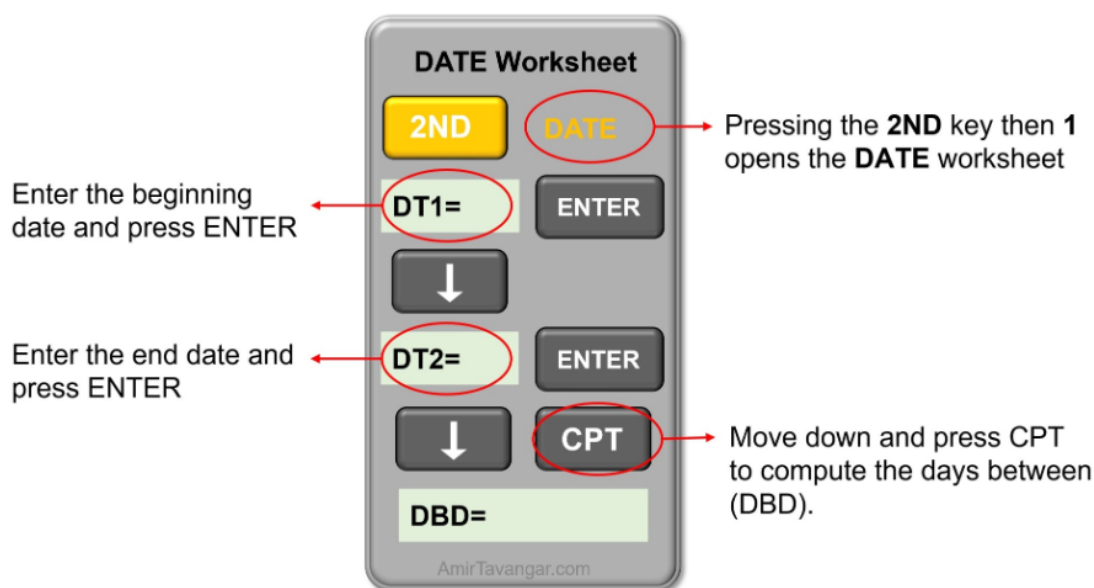 DATE Worksheet
2ND DATE
Pressing the 2ND key then 1
opens the DATE worksheet
Enter the beginning
date and press ENTER
DT1= ENTER
↓
Enter the end date and
press ENTER
DT2= ENTER
↓ CPT
Move down and press CPT
to compute the days between
(DBD).
DBD=
AmirTavangar.com